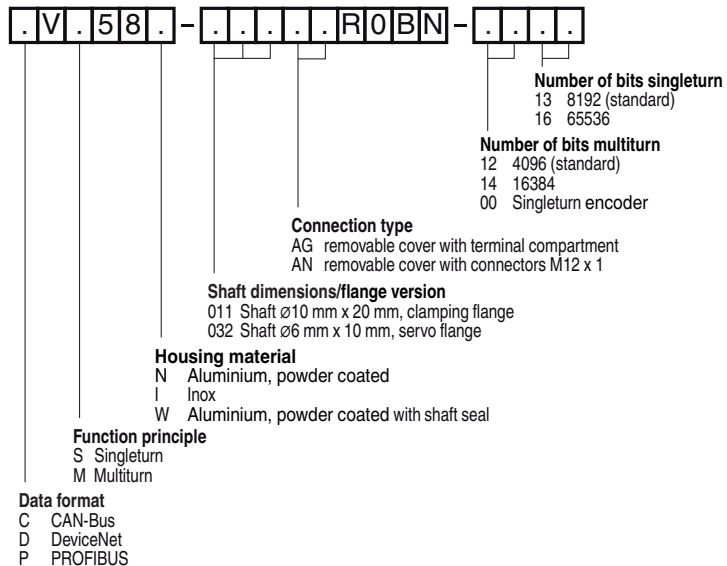 .V.58.-.....R0BN-....
Number of bits singleturn
13 8192 (standard)
16 65536
Number of bits multiturn
12 4096 (standard)
14 16384
00 Singleturn encoder
Connection type
AG removable cover with terminal compartment
AN removable cover with connectors M12 x 1
Shaft dimensions/flange version
011 Shaft ø10 mm x 20 mm, clamping flange
032 Shaft ø6 mm x 10 mm, servo flange
Housing material
N Aluminium, powder coated
I Inox
W Aluminium, powder coated with shaft seal
Function principle
S Singleturn
M Multiturn
Data format
C CAN-Bus
D DeviceNet
P PROFIBUS